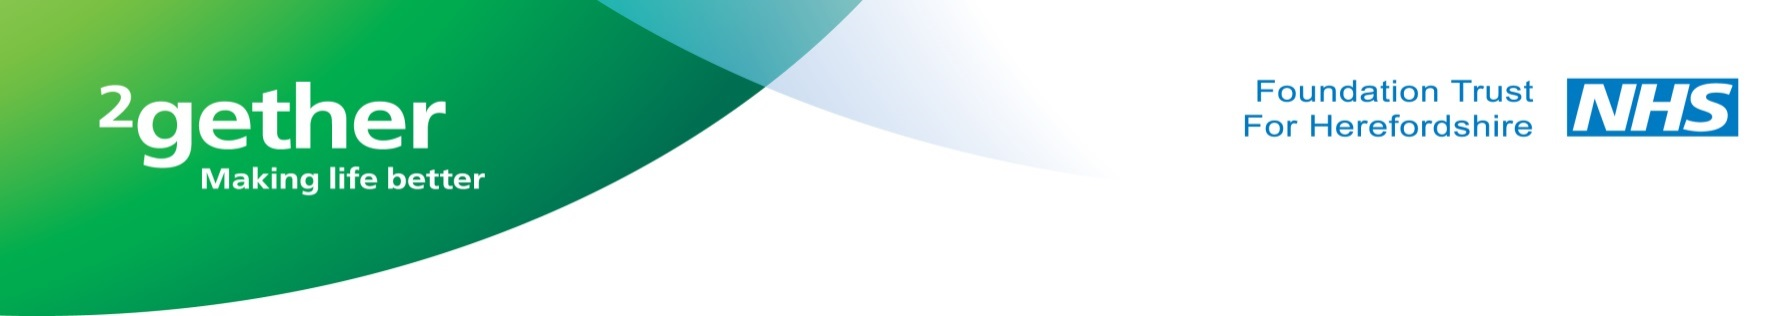 ²gether
Making life better
Foundation Trust
For Herefordshire
NHS